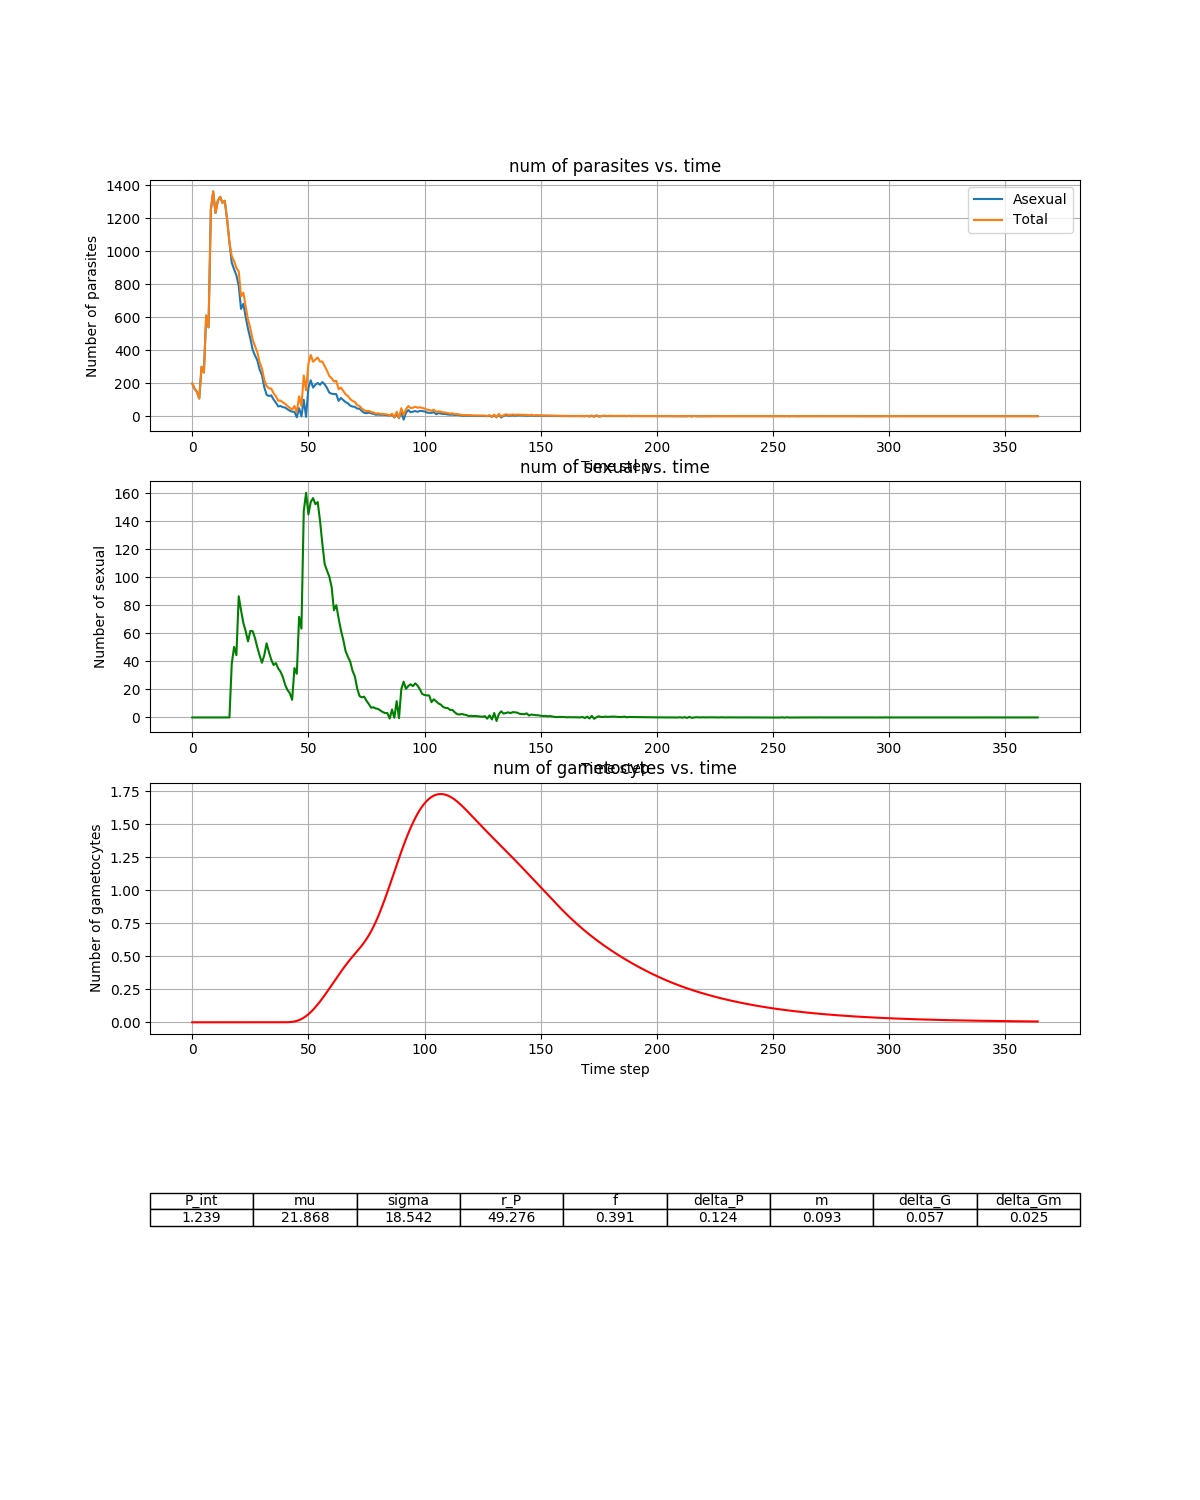 num of parasites vs. time
Number of parasites
1400
1200
1000
800
600
400
200
0
Asexual
Total
0 50 100 150 200 250 300 350
Time step
num of sexual vs. time
Number of sexual
160
140
120
100
80
60
40
20
0
0 50 100 150 200 250 300 350
Time step
num of gametocytes vs. time
Number of gametocytes
1.75
1.50
1.25
1.00
0.75
0.50
0.25
0.00
0 50 100 150 200 250 300 350
Time step
P_int mu sigma r_P f delta_P m delta_G delta_Gm
1.239 21.868 18.542 49.276 0.391 0.124 0.093 0.057 0.025